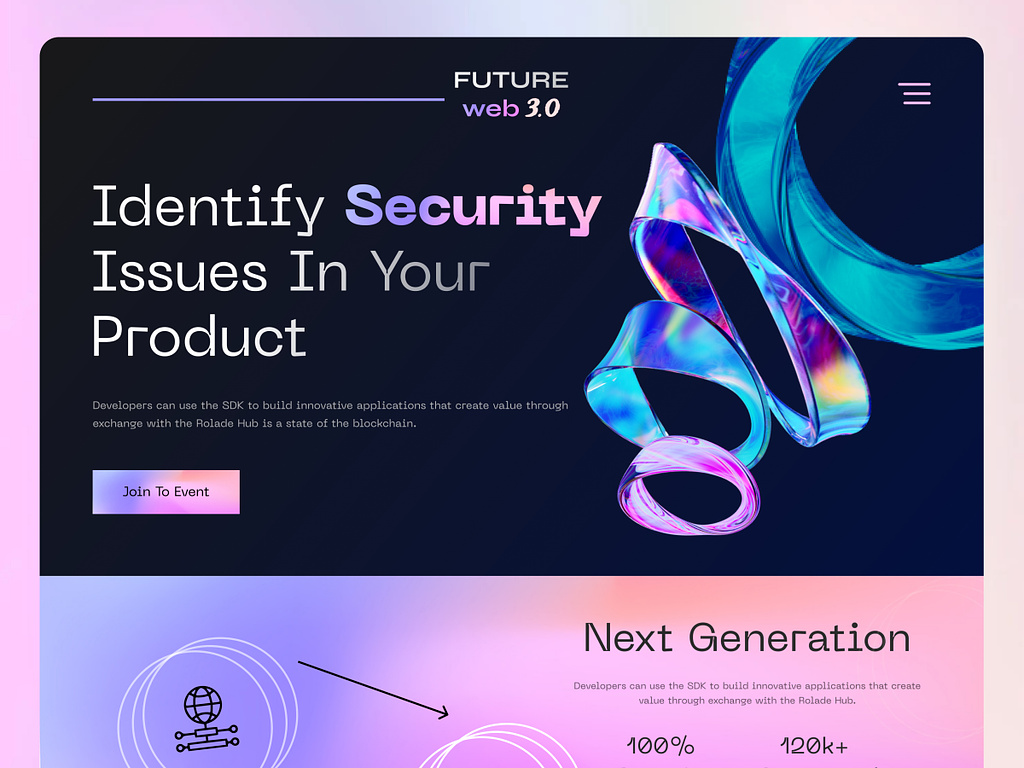 FUTURE
web 3.0
Identify Security
Issues In Your
Product
Developers can use the SDK to build innovative applications that create value through
exchange with the Rolade Hub is a state of the blockchain.
Join To Event
Next Generation
Developers can use the SDK to build innovative applications that create
value through exchange with the Rolade Hub.
100%
120k+